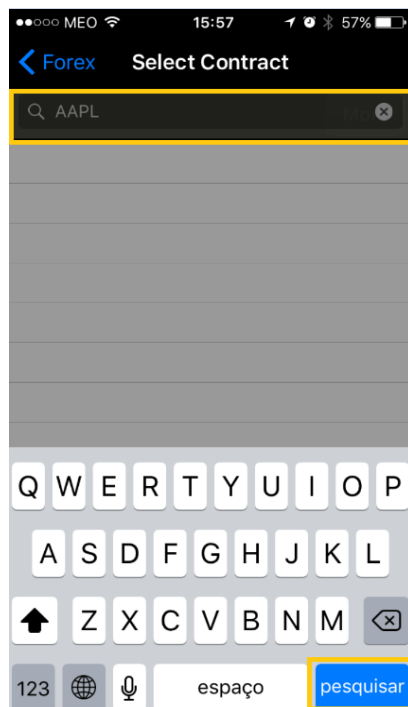 MEO 15:57 57%
Forex Select Contract
AAPL
Q W E R T Y U I O P
A S D F G H J K L
Z X C V B N M
123 espaço pesquisar